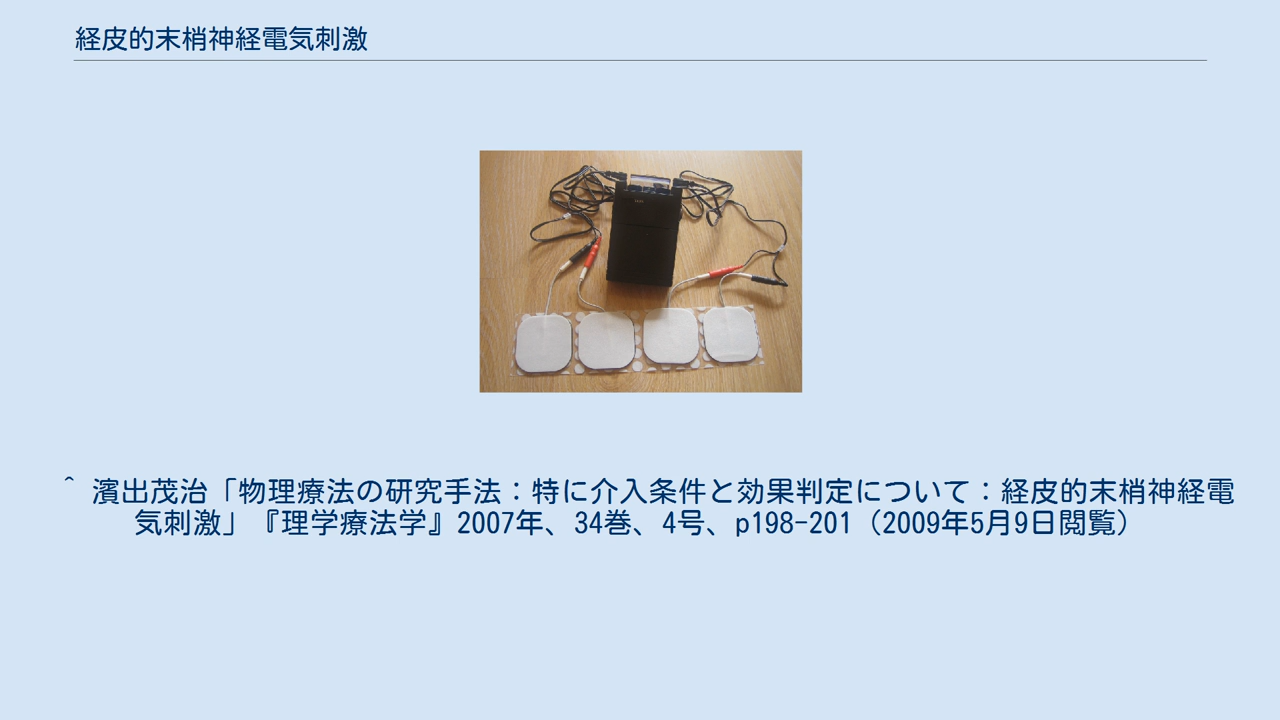 経皮的末梢神経電気刺激
^ 濱出茂治「物理療法の研究手法：特に介入条件と効果判定について：経皮的末梢神経電
気刺激」『理学療法学』2007年、34巻、4号、p198-201（2009年5月9日閲覧）